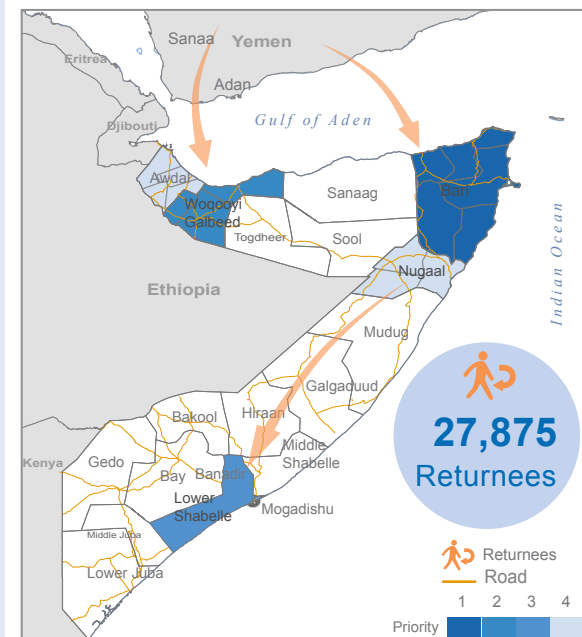 Sanaa
Yemen
Eritrea
Adan
Gulf of Aden
Djibouti
Awdal
Bari
Sanaag
Woqooyi
Galbeed
Togdheer
Sool
Indian Ocean
Nugaal
Ethiopia
Mudug
Galgaduud
Hiraan
Bakool
27,875
Returnees
Middle
Shabelle
Kenya
Gedo
Bay
Banadir
Lower
Shabelle
Mogadishu
Middle Juba
Lower Juba
Returnees
Road
1 2 3 4
Priority